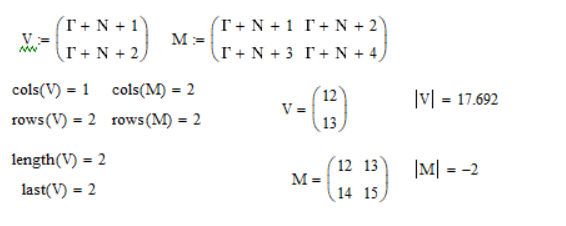 V := (Γ + N + 1
Γ + N + 2) M := (Γ + N + 1 Γ + N + 2
Γ + N + 3 Γ + N + 4)
cols(V) = 1 cols(M) = 2
rows(V) = 2 rows(M) = 2
V = (12
13) |V| = 17.692
length(V) = 2
last(V) = 2
M = (12 13
14 15) |M| = -2